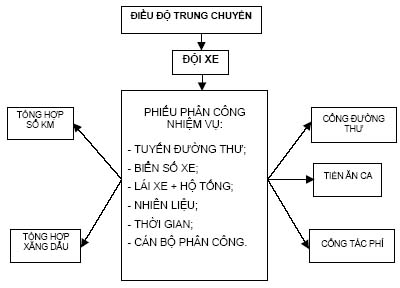 ĐIỀU ĐỘ TRUNG CHUYỂN
ĐỘI XE
PHIẾU PHÂN CÔNG
NHIỆM VỤ:
- TUYẾN ĐƯỜNG THƯ;
- BIỂN SỐ XE;
- LÁI XE + HỘ TỐNG;
- NHIÊN LIỆU;
- THỜI GIAN;
- CÁN BỘ PHÂN CÔNG.
TỔNG HỢP
SỐ KM
TỔNG HỢP
XĂNG DẦU
CÔNG ĐƯỜNG
THƯ
TIỀN ĂN CA
CÔNG TÁC PHÍ